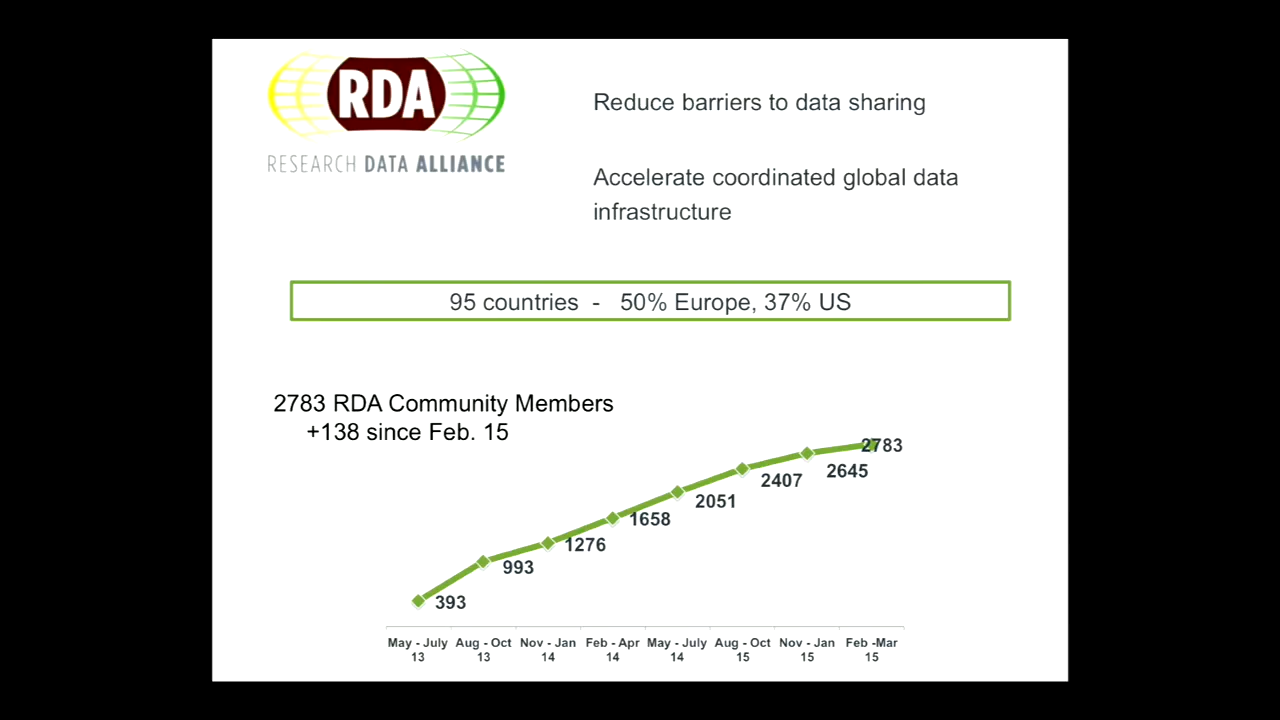 RDA
RESEARCH DATA ALLIANCE
Reduce barriers to data sharing
Accelerate coordinated global data
infrastructure
95 countries - 50% Europe, 37% US
2783 RDA Community Members
+138 since Feb. 15
2783
2645
2407
2051
1658
1276
993
393
May - July Aug - Oct Nov - Jan Feb - Apr May - July Aug - Oct Nov - Jan Feb -Mar
13 13 14 14 14 15 15 15